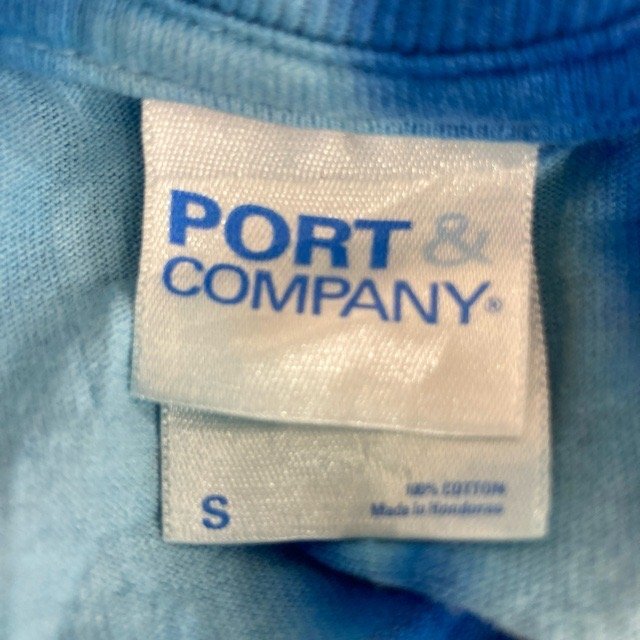 PORT &
COMPANY®
S
100% COTTON
Made in Honduras